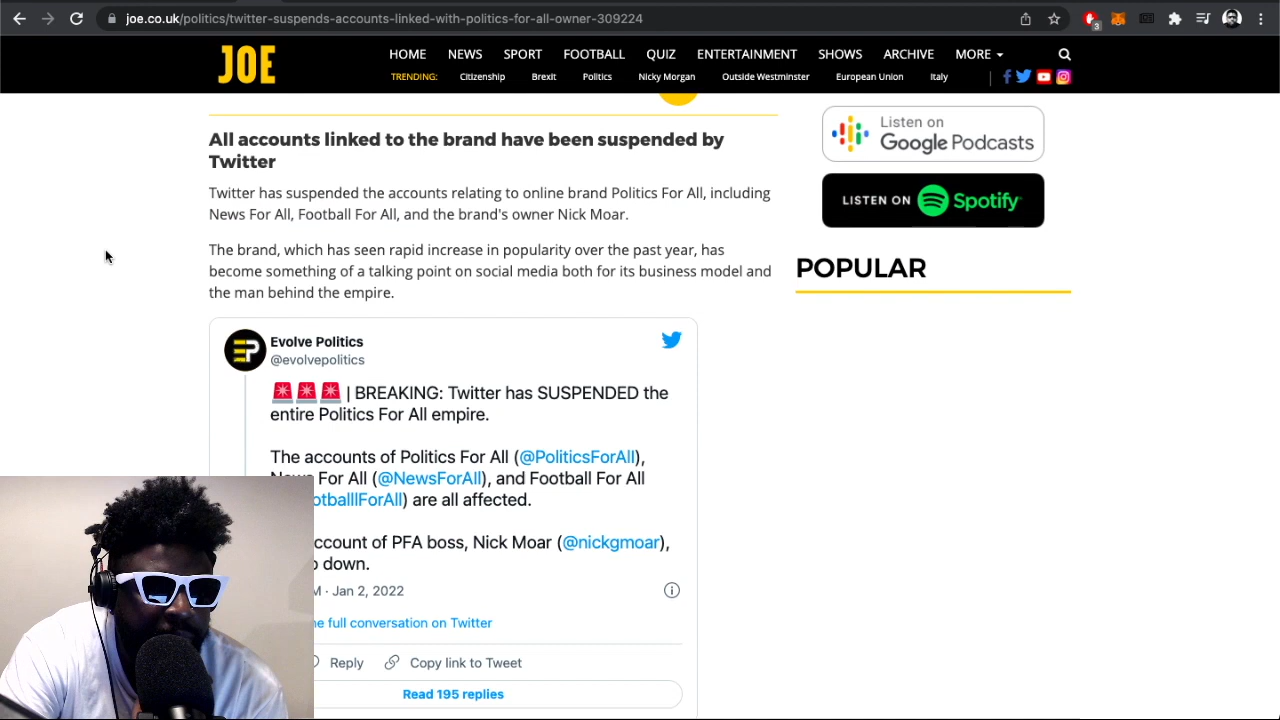 joe.co.uk/politics/twitter-suspends-accounts-linked-with-politics-for-all-owner-309224
3
JOE
HOME NEWS SPORT FOOTBALL QUIZ ENTERTAINMENT SHOWS ARCHIVE MORE
TRENDING: Citizenship Brexit Politics Nicky Morgan Outside Westminster European Union Italy
All accounts linked to the brand have been suspended by
Twitter
Twitter has suspended the accounts relating to online brand Politics For All, including
News For All, Football For All, and the brand's owner Nick Moar.
The brand, which has seen rapid increase in popularity over the past year, has
become something of a talking point on social media both for its business model and
the man behind the empire.
EP
Evolve Politics
@evolvepolitics
🚨🚨🚨 | BREAKING: Twitter has SUSPENDED the
entire Politics For All empire.
The accounts of Politics For All (@PoliticsForAll),
For All (@NewsForAll), and Football For All
otballlForAll) are all affected.
ccount of PFA boss, Nick Moar (@nickgmoar),
o down.
M · Jan 2, 2022
e full conversation on Twitter
Reply Copy link to Tweet
Read 195 replies
Listen on
Google Podcasts
LISTEN ON Spotify
POPULAR